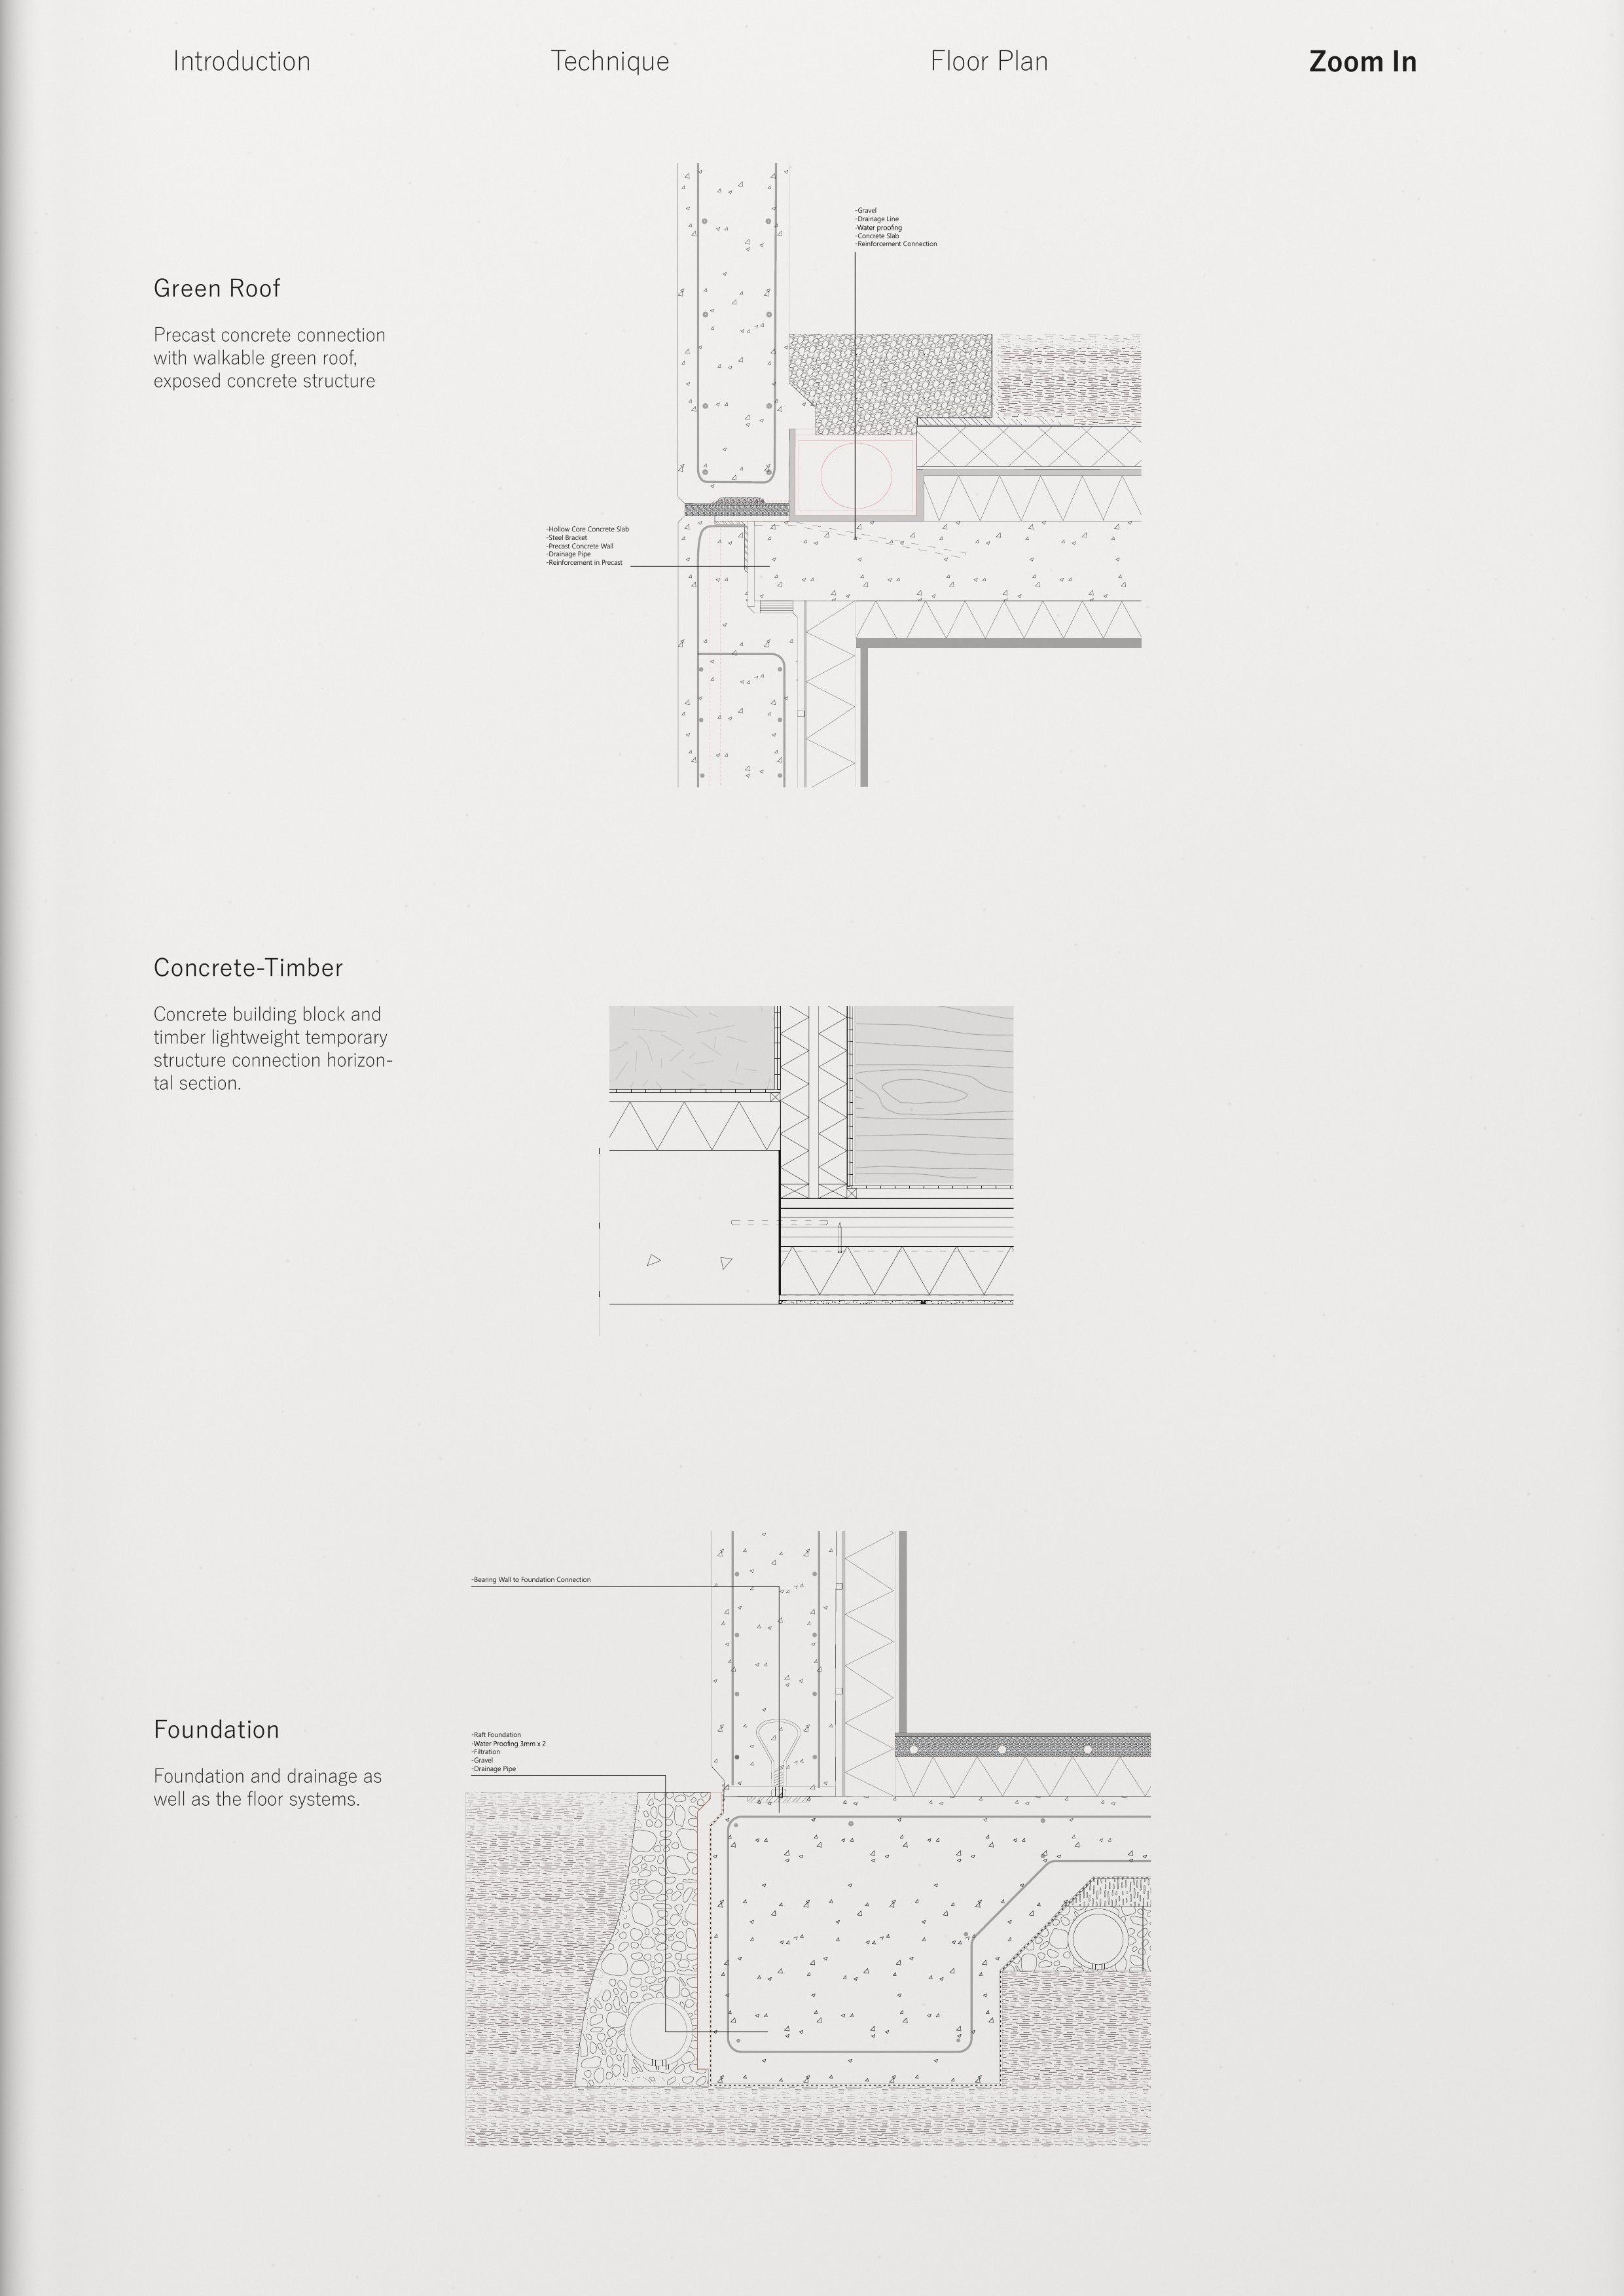 Introduction
Technique
Floor Plan
Zoom In
-Gravel
-Drainage Line
-Water proofing
-Concrete Slab
-Reinforcement Connection
Green Roof
Precast concrete connection
with walkable green roof,
exposed concrete structure
-Hollow Core Concrete Slab
-Steel Bracket
-Precast Concrete Wall
-Drainage Pipe
-Reinforcement in Precast
Concrete-Timber
Concrete building block and
timber lightweight temporary
structure connection horizon-
tal section.
-Bearing Wall to Foundation Connection
Foundation
Foundation and drainage as
well as the floor systems.
-Raft Foundation
-Water Proofing 3mm x 2
-Filtration
-Gravel
-Drainage Pipe